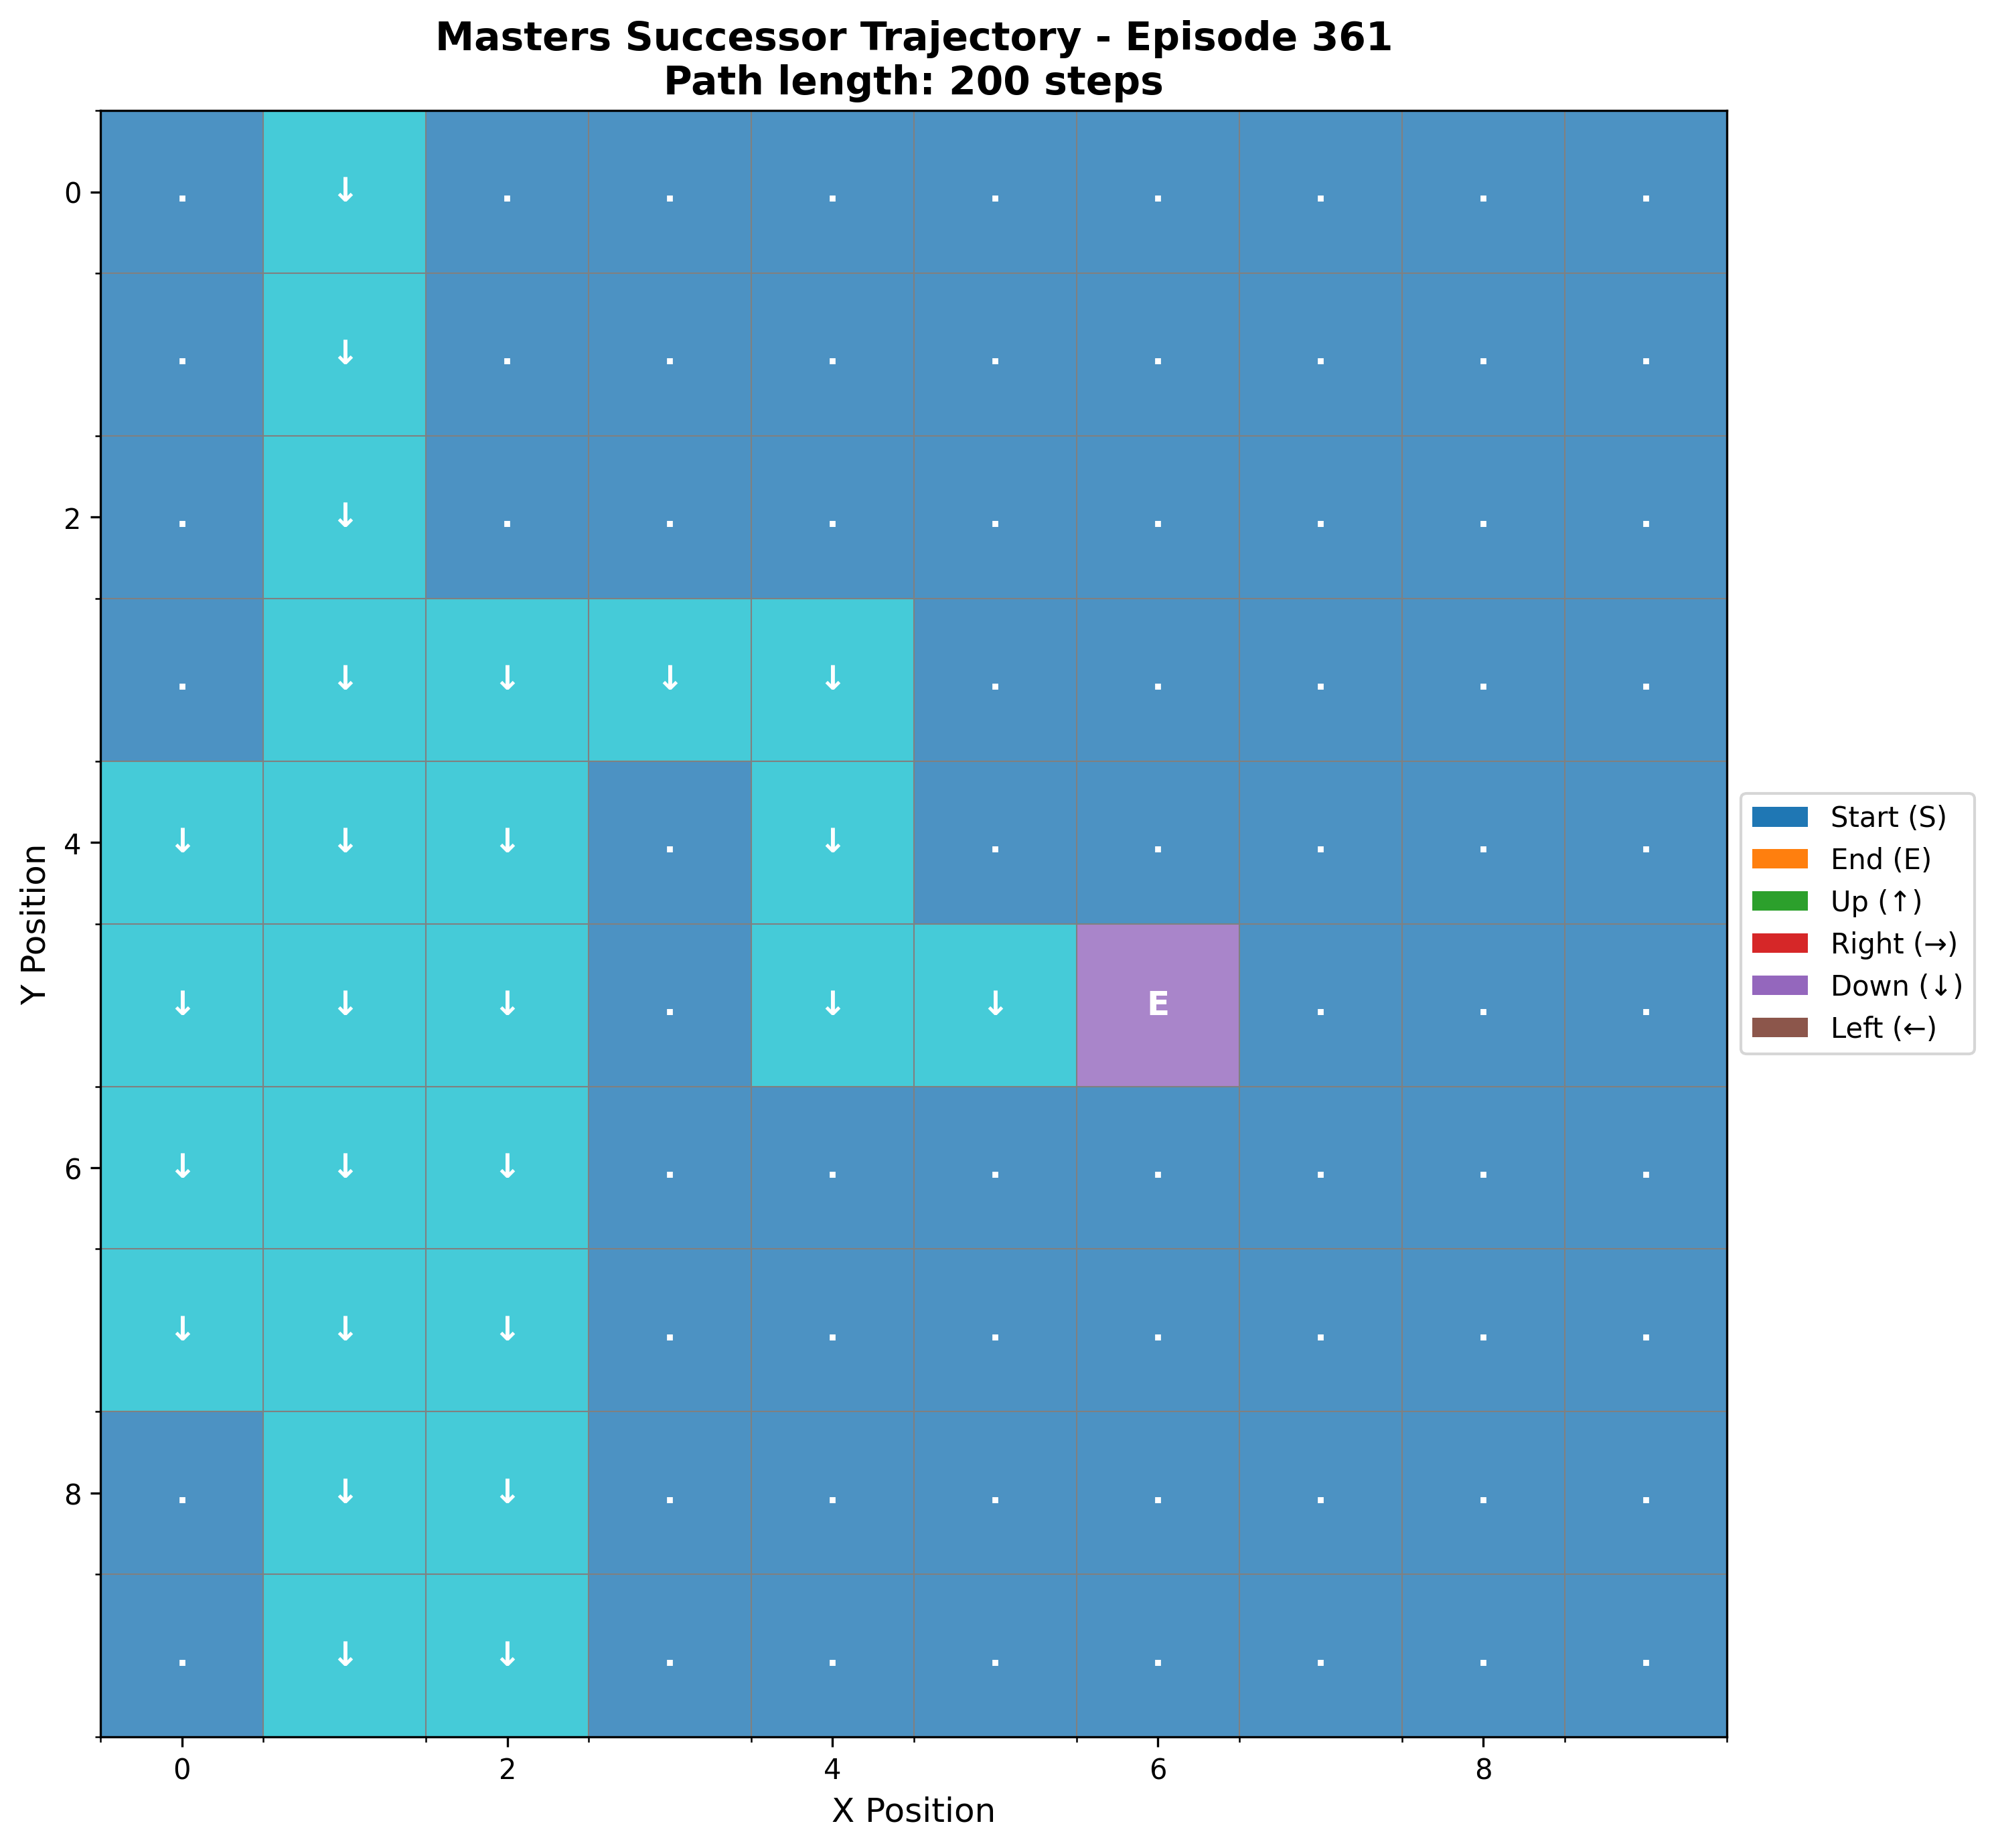 Masters Successor Trajectory - Episode 361
Path length: 200 steps
0 . ↓ . . . . . . . .
. ↓ . . . . . . . .
2 . ↓ . . . . . . . .
. ↓ ↓ ↓ ↓ . . . . .
4 ↓ ↓ ↓ . ↓ . . . . .
↓ ↓ ↓ . ↓ ↓ E . . .
6 ↓ ↓ ↓ . . . . . . .
↓ ↓ ↓ . . . . . . .
8 . ↓ ↓ . . . . . . .
. ↓ ↓ . . . . . . .
0 2 4 6 8
X Position
Y Position
Start (S)
End (E)
Up (↑)
Right (→)
Down (↓)
Left (←)